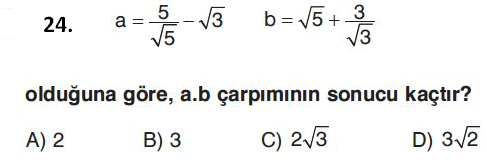 24. a = 5/√5 − √3 b = √5 + 3/√3
olduğuna göre, a.b çarpımının sonucu kaçtır?
A) 2 B) 3 C) 2√3 D) 3√2